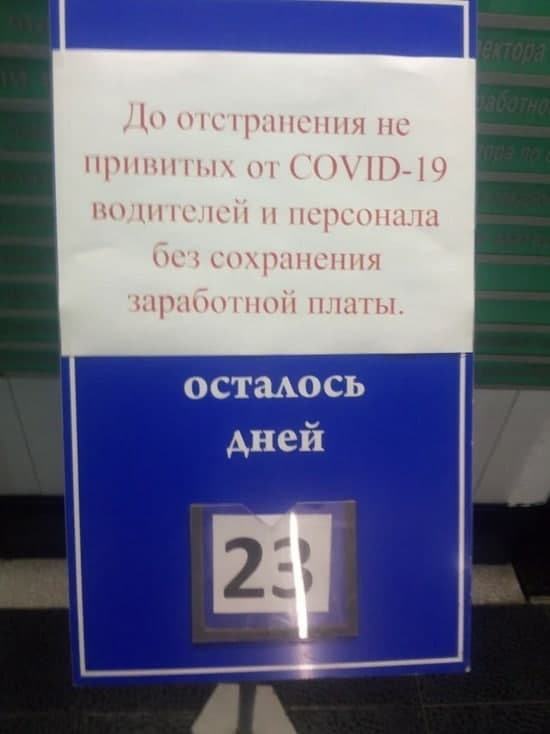 До отстранения не
привитых от COVID-19
водителей и персонала
без сохранения
заработной платы.
осталось
дней
23